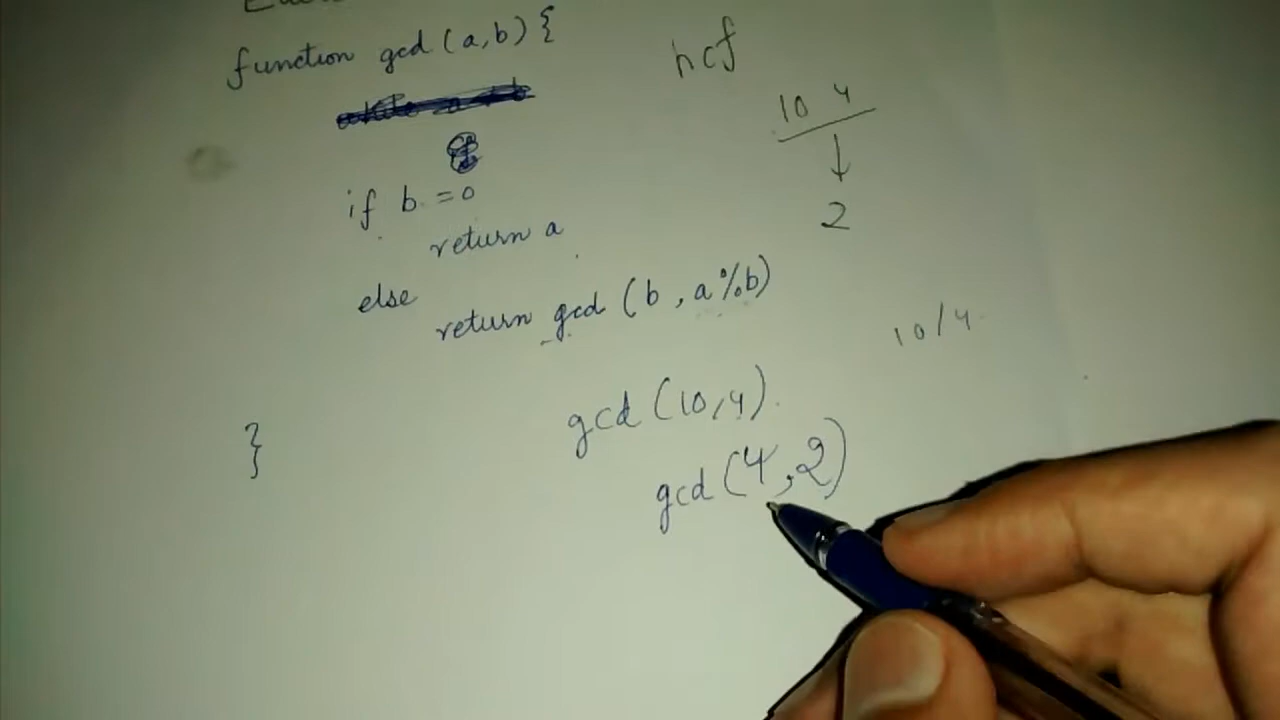 function gcd (a,b) {
if b = 0
return a
else
return gcd (b , a%b)
}
hcf
10 4
↓
2
10/4
gcd (10,4)
gcd (4,2)